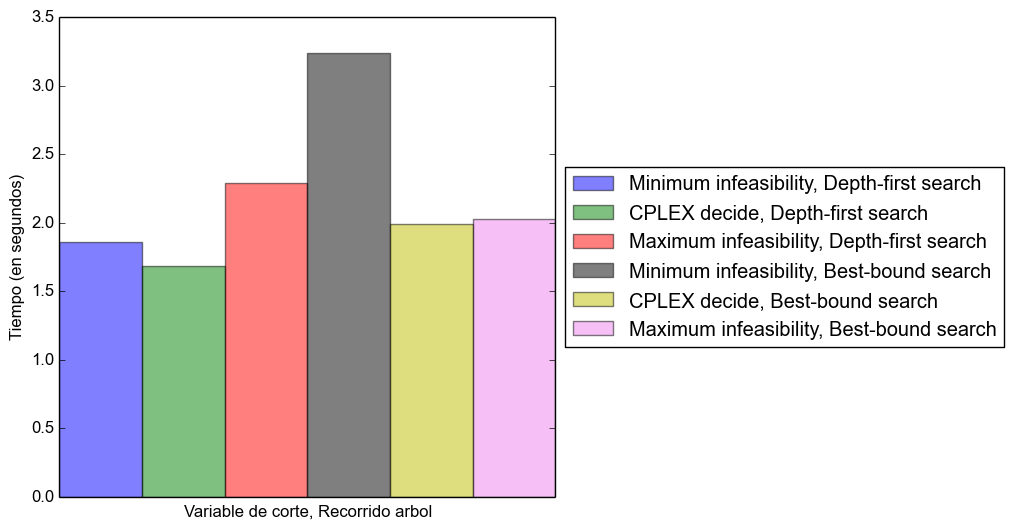 3.5
3.0
2.5
2.0
1.5
1.0
0.5
0.0
Tiempo (en segundos)
Variable de corte, Recorrido arbol
Minimum infeasibility, Depth-first search
CPLEX decide, Depth-first search
Maximum infeasibility, Depth-first search
Minimum infeasibility, Best-bound search
CPLEX decide, Best-bound search
Maximum infeasibility, Best-bound search